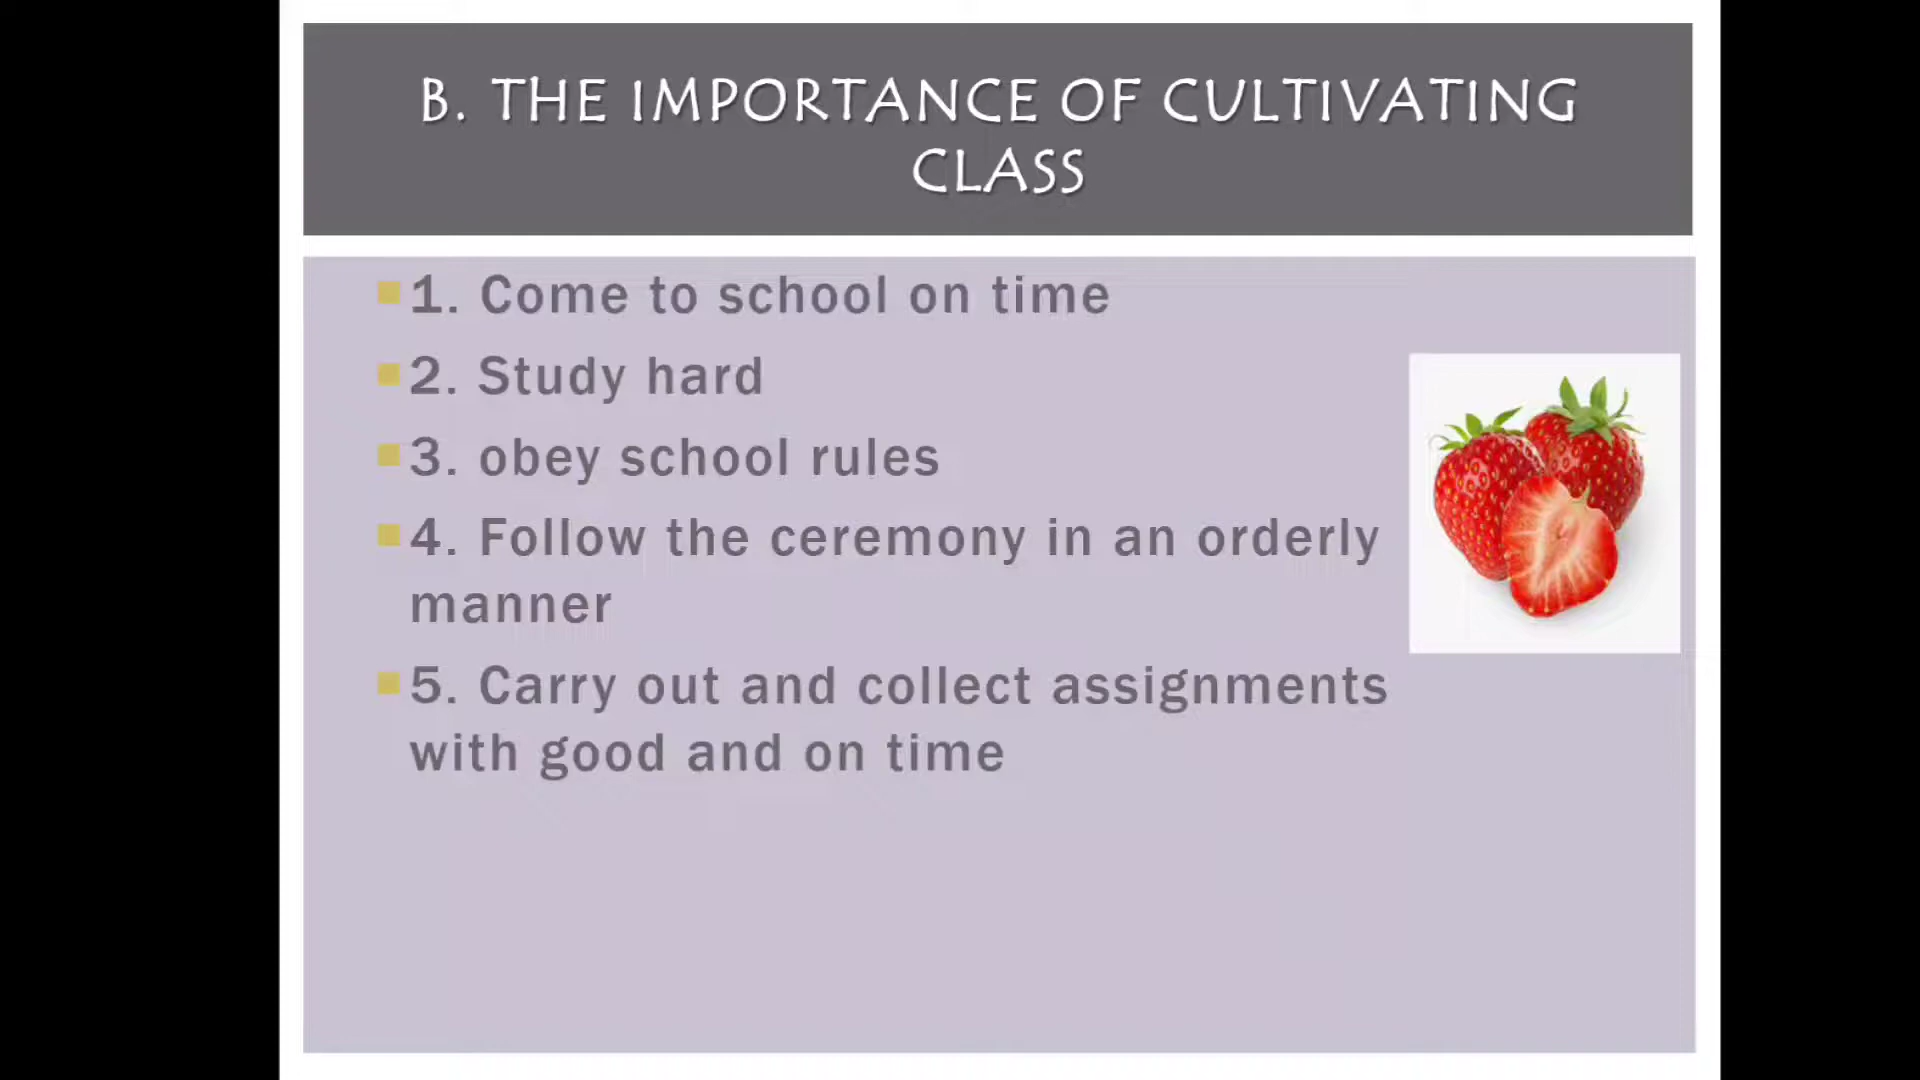 B. THE IMPORTANCE OF CULTIVATING
CLASS
1. Come to school on time
2. Study hard
3. obey school rules
4. Follow the ceremony in an orderly
manner
5. Carry out and collect assignments
with good and on time